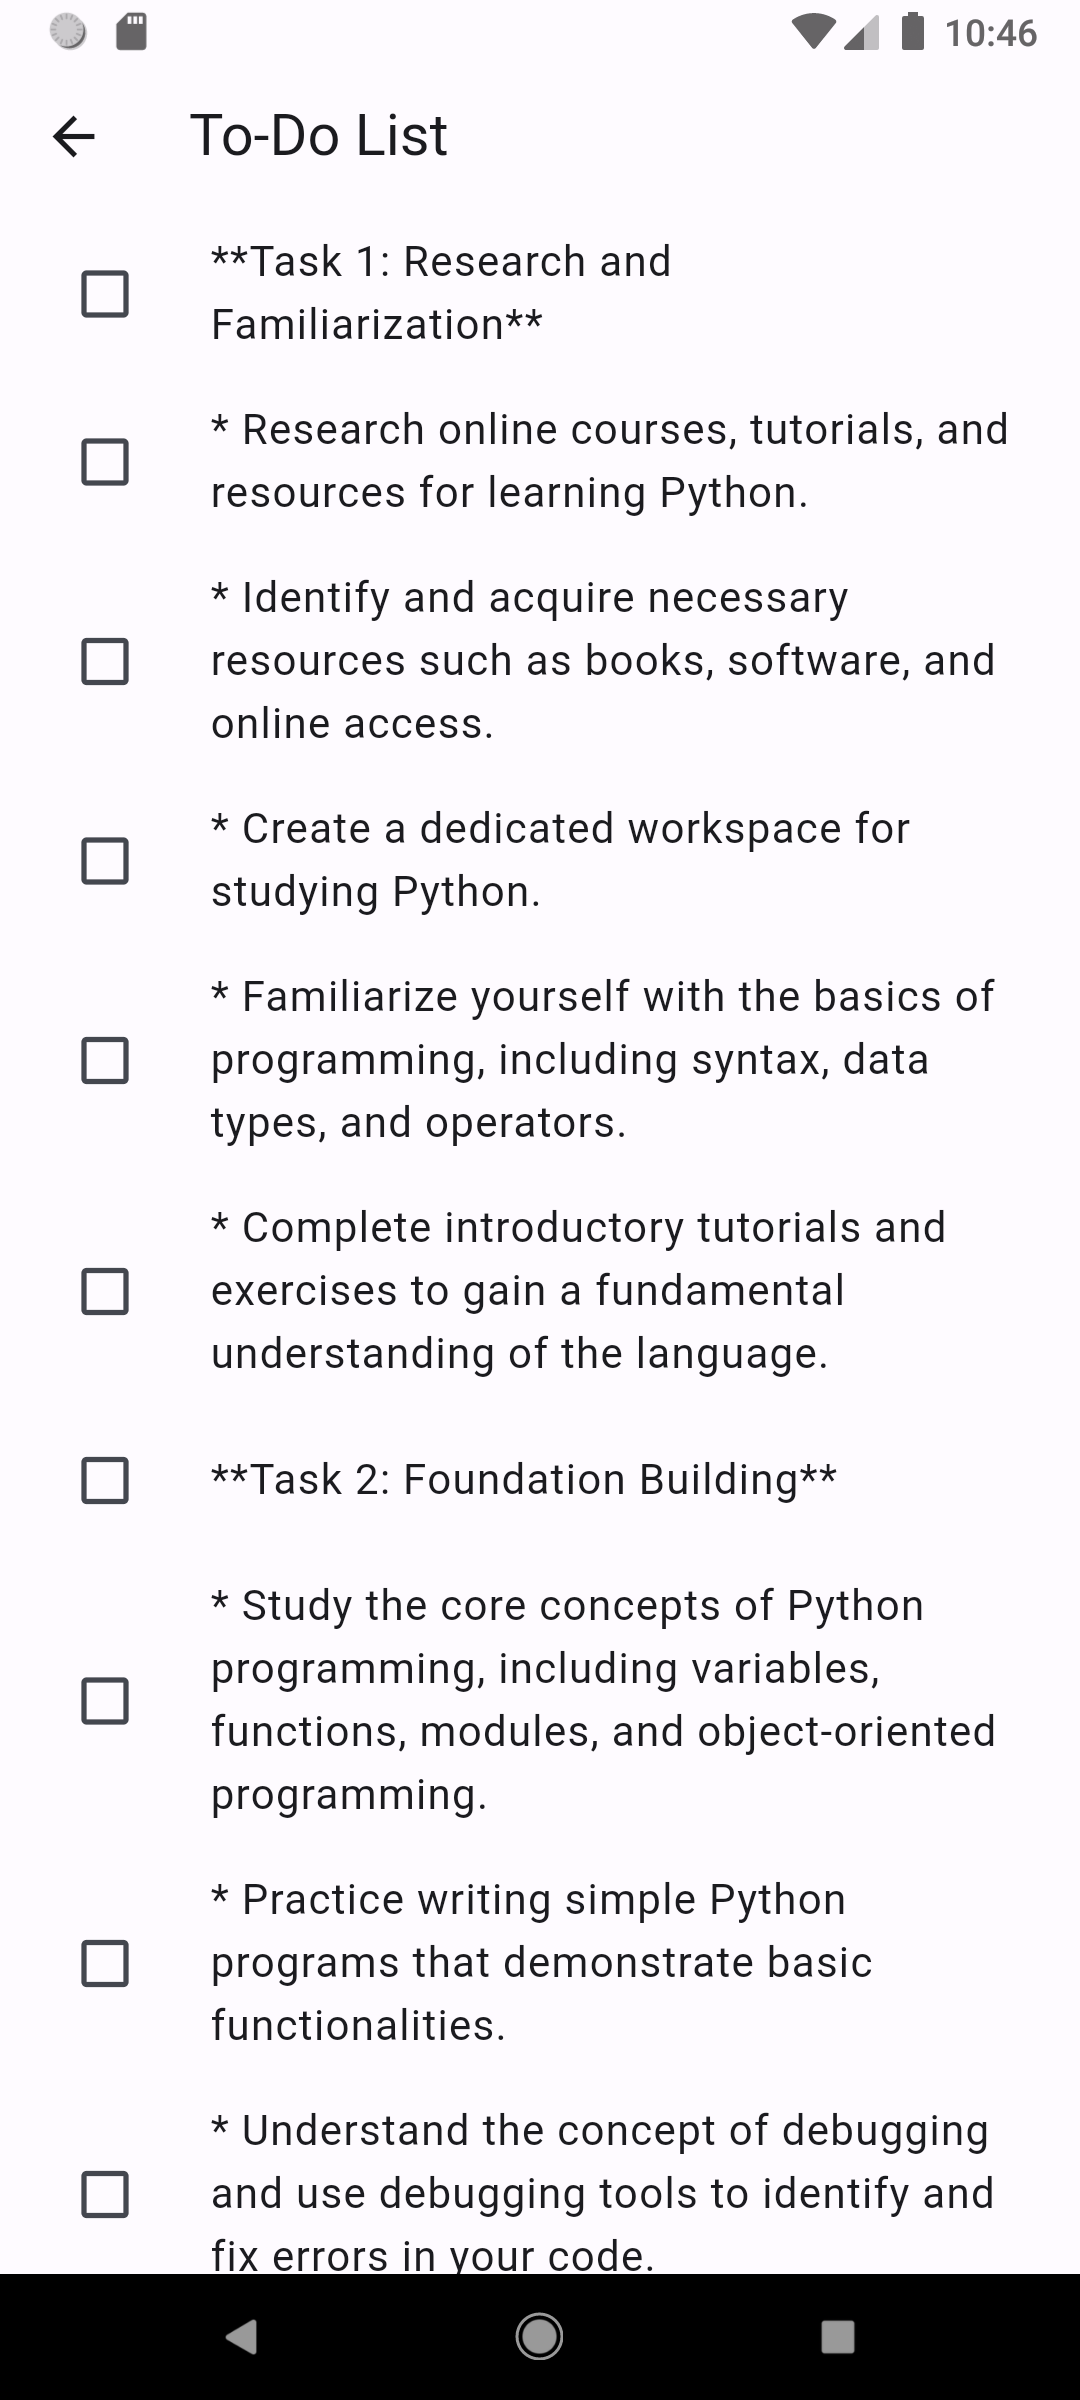 10:46
To-Do List
**Task 1: Research and
Familiarization**
* Research online courses, tutorials, and
resources for learning Python.
* Identify and acquire necessary
resources such as books, software, and
online access.
* Create a dedicated workspace for
studying Python.
* Familiarize yourself with the basics of
programming, including syntax, data
types, and operators.
* Complete introductory tutorials and
exercises to gain a fundamental
understanding of the language.
**Task 2: Foundation Building**
* Study the core concepts of Python
programming, including variables,
functions, modules, and object-oriented
programming.
* Practice writing simple Python
programs that demonstrate basic
functionalities.
* Understand the concept of debugging
and use debugging tools to identify and
fix errors in your code.